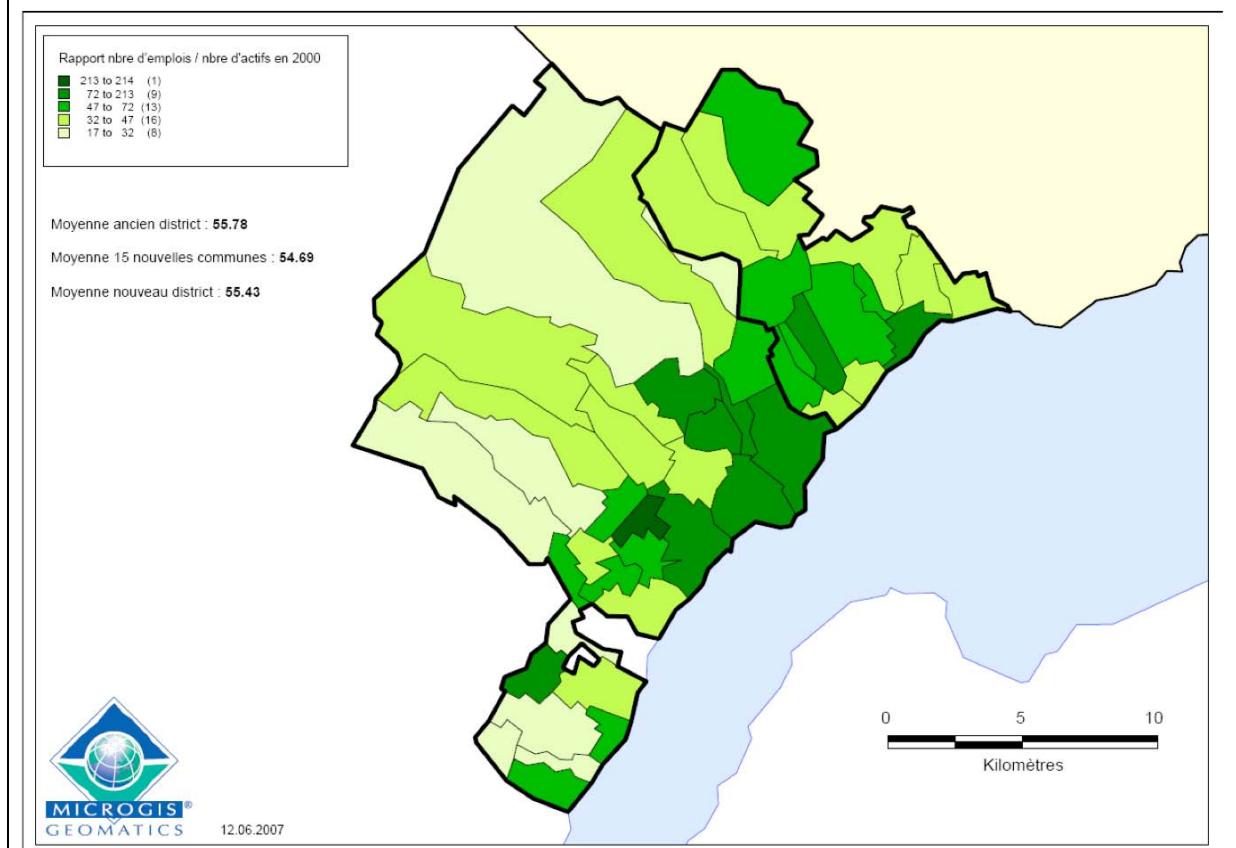 Rapport nbre d'emplois / nbre d'actifs en 2000
213 to 214 (1)
72 to 213 (9)
47 to 72 (13)
32 to 47 (16)
17 to 32 (8)
Moyenne ancien district : 55.78
Moyenne 15 nouvelles communes : 54.69
Moyenne nouveau district : 55.43
0 5 10
Kilomètres
MICROGIS®
GEOMATICS
12.06.2007